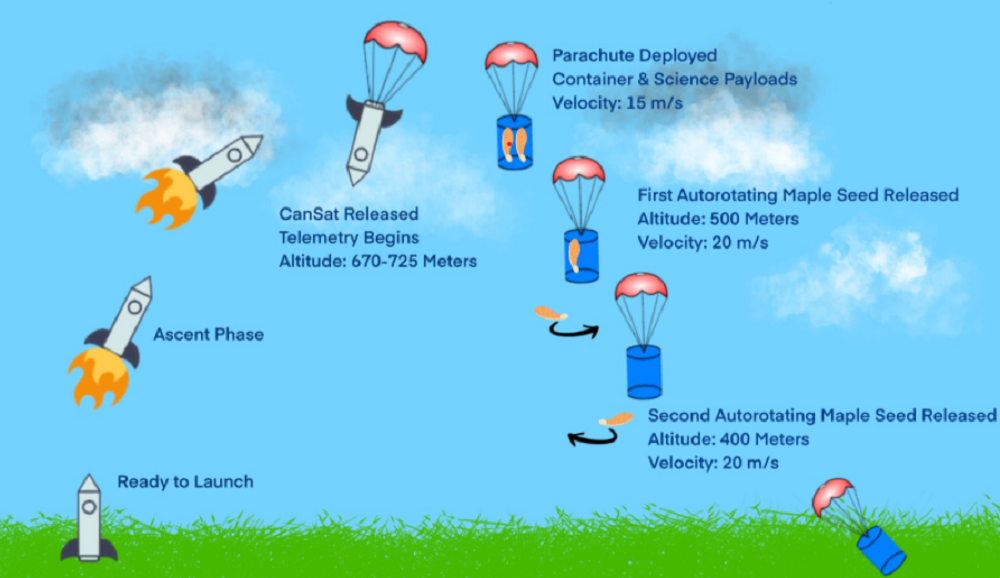 Parachute Deployed
Container & Science Payloads
Velocity: 15 m/s
First Autorotating Maple Seed Released
Altitude: 500 Meters
Velocity: 20 m/s
CanSat Released
Telemetry Begins
Altitude: 670-725 Meters
Ascent Phase
Second Autorotating Maple Seed Released
Altitude: 400 Meters
Velocity: 20 m/s
Ready to Launch